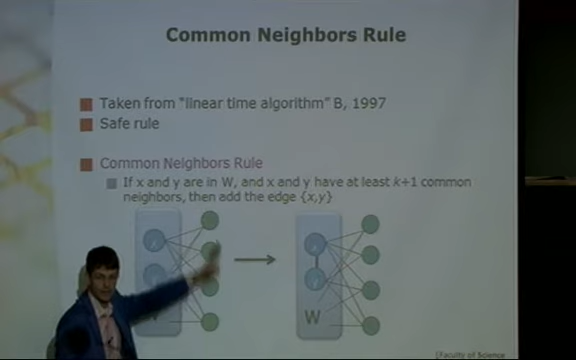 Common Neighbors Rule
Taken from "linear time algorithm" B, 1997
Safe rule
Common Neighbors Rule
If x and y are in W, and x and y have at least k+1 common
neighbors, then add the edge {x,y}
W
Faculty of Science